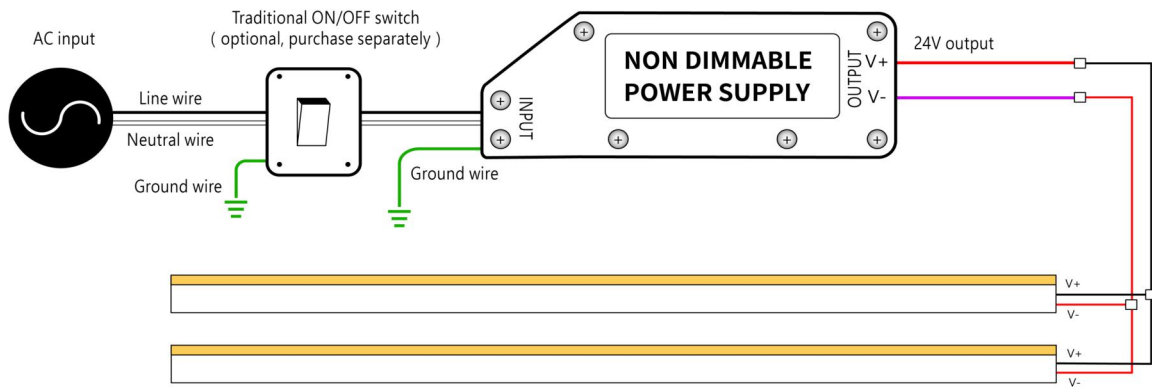 Traditional ON/OFF switch
( optional, purchase separately )
AC input
Line wire
Neutral wire
Ground wire
Ground wire
INPUT
NON DIMMABLE
POWER SUPPLY
OUTPUT
V+
V-
24V output
V+
V-
V+
V-